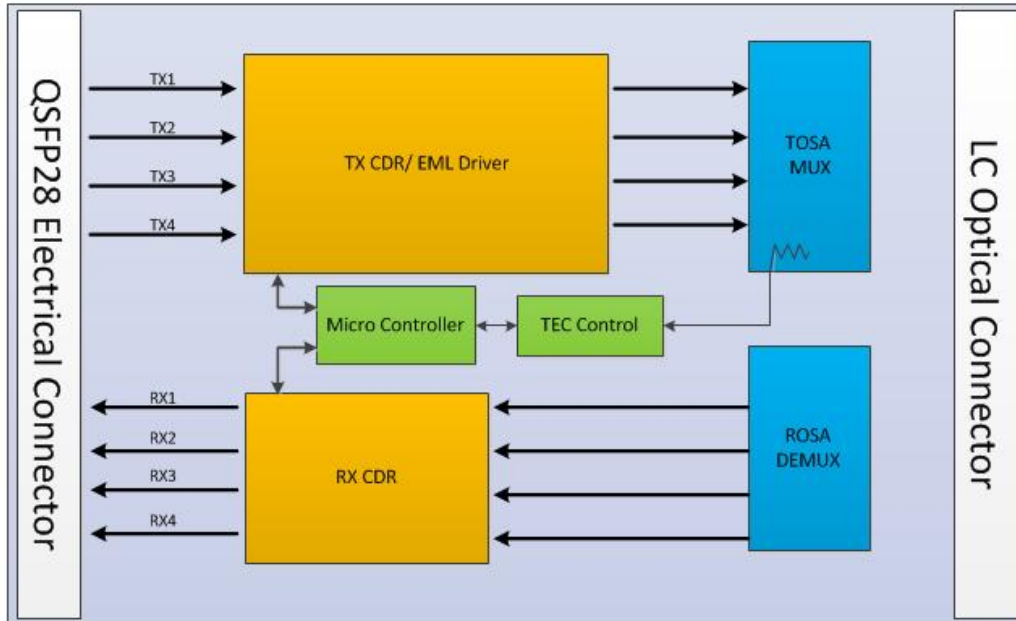 QSFP28 Electrical Connector
TX1
TX2
TX3
TX4
TX CDR/ EML Driver
TOSA
MUX
LC Optical Connector
Micro Controller
TEC Control
RX1
RX2
RX3
RX4
RX CDR
ROSA
DEMUX